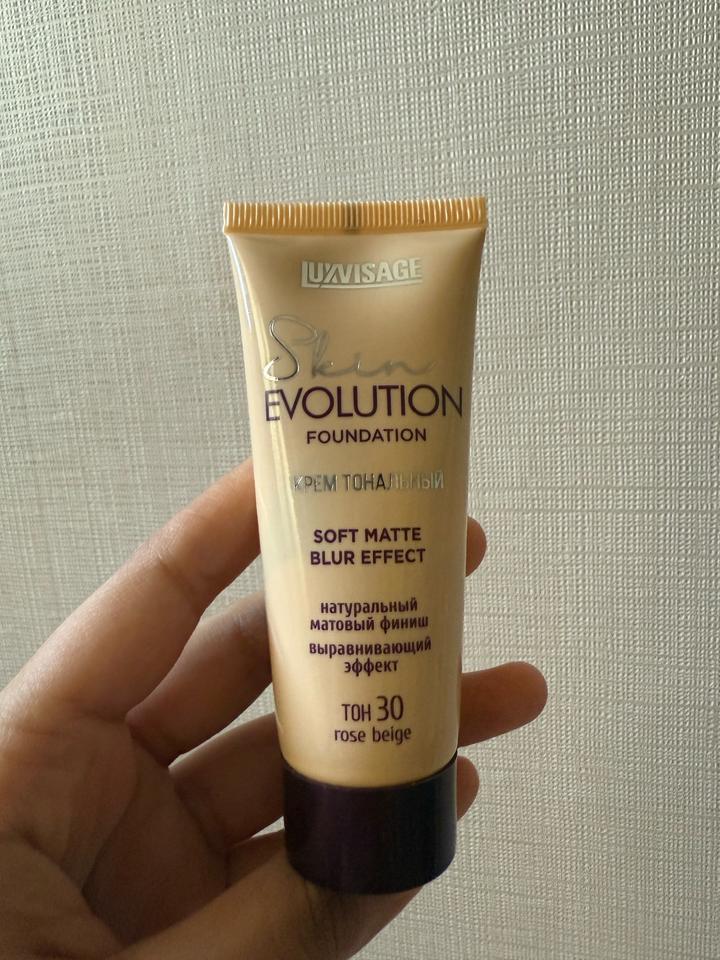 LUXVISAGE
Skin
EVOLUTION
FOUNDATION
КРЕМ ТОНАЛЬНЫЙ
SOFT MATTE
BLUR EFFECT
натуральный
матовый финиш
выравнивающий
эффект
ТОН 30
rose beige